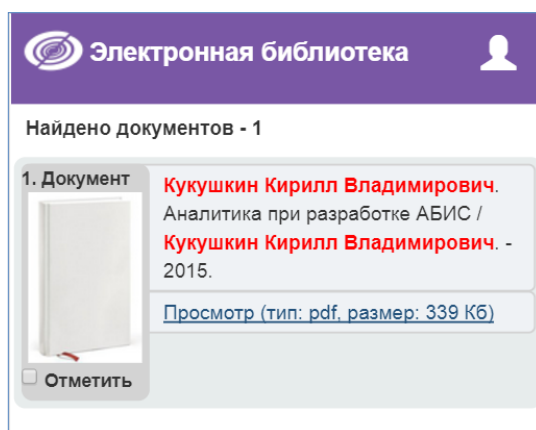 Электронная библиотека
Найдено документов - 1
1. Документ
Кукушкин Кирилл Владимирович.
Аналитика при разработке АБИС /
Кукушкин Кирилл Владимирович. -
2015.
Просмотр (тип: pdf, размер: 339 Кб)
Отметить